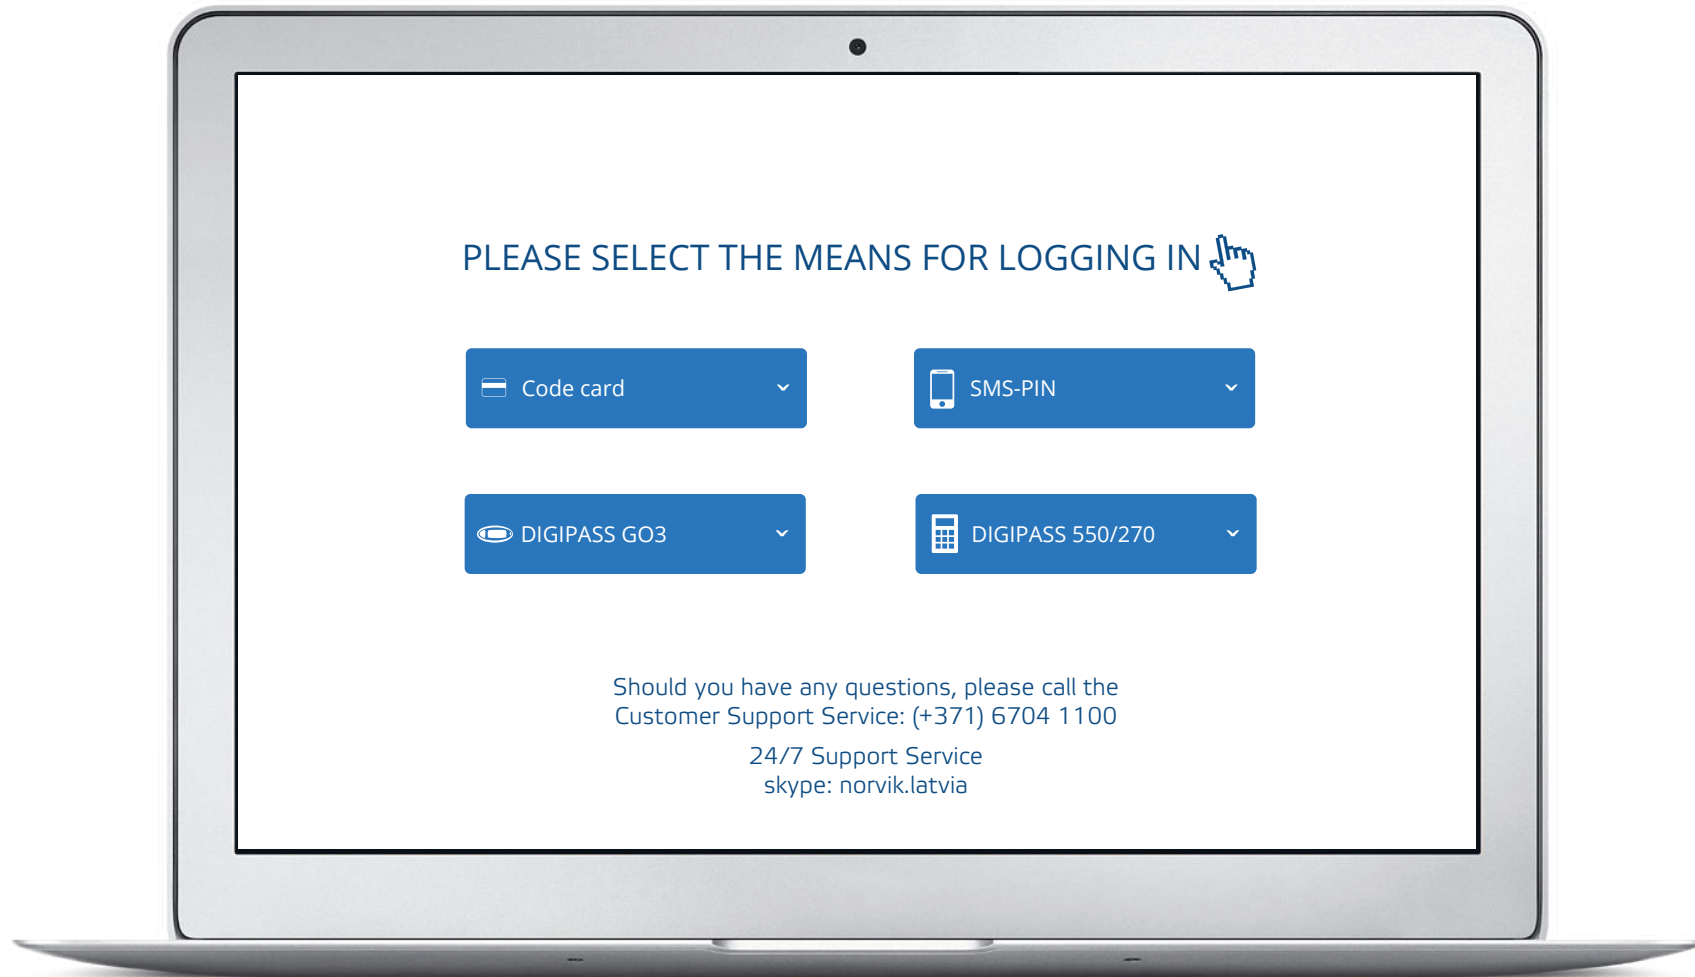 PLEASE SELECT THE MEANS FOR LOGGING IN
Code card
SMS-PIN
DIGIPASS GO3
DIGIPASS 550/270
Should you have any questions, please call the
Customer Support Service: (+371) 6704 1100
24/7 Support Service
skype: norvik.latvia